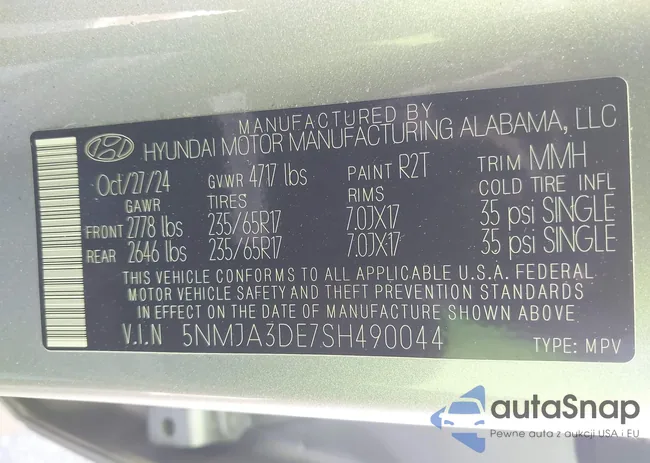 MANUFACTURED BY
HYUNDAI MOTOR MANUFACTURING ALABAMA, LLC
Oct/27/24 GVWR 4717 lbs PAINT R2T TRIM MMH
GAWR TIRES RIMS COLD TIRE INFL
FRONT 2778 lbs 235/65R17 7.0JX17 35 psi SINGLE
REAR 2646 lbs 235/65R17 7.0JX17 35 psi SINGLE
THIS VEHICLE CONFORMS TO ALL APPLICABLE U.S.A. FEDERAL
MOTOR VEHICLE SAFETY AND THEFT PREVENTION STANDARDS
IN EFFECT ON THE DATE OF MANUFACTURE SHOWN ABOVE.
V.I.N 5NMJA3DE7SH490044 TYPE: MPV
autaSnap
Pewne auta z aukcji USA i EU